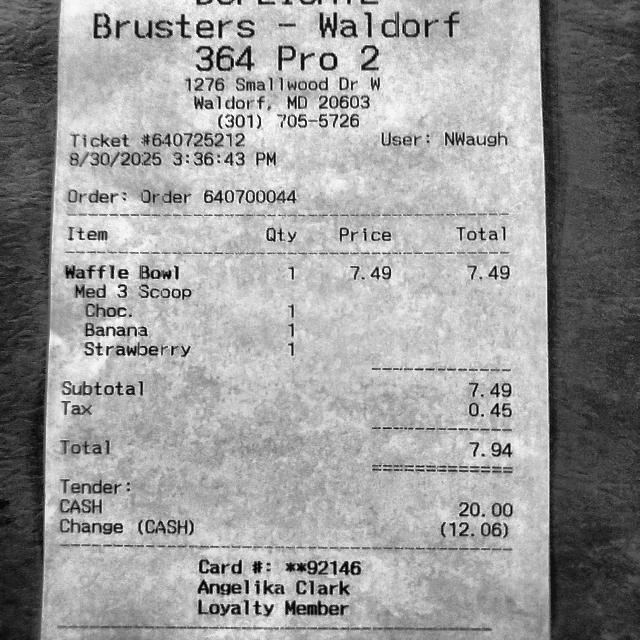 DUPLICATE
Brusters - Waldorf
364 Pro 2
1276 Smallwood Dr W
Waldorf, MD 20603
(301) 705-5726
Ticket #640725212 User: NWaugh
8/30/2025 3:36:43 PM
Order: Order 640700044
Item Qty Price Total
Waffle Bowl 1 7.49 7.49
Med 3 Scoop
Choc. 1
Banana 1
Strawberry 1
Subtotal 7.49
Tax 0.45
Total 7.94
Tender:
CASH 20.00
Change (CASH) (12.06)
Card #: **92146
Angelika Clark
Loyalty Member